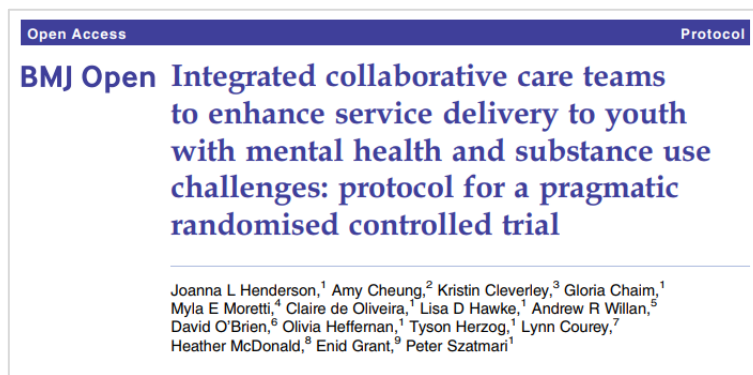 Open Access Protocol
BMJ Open Integrated collaborative care teams
to enhance service delivery to youth
with mental health and substance use
challenges: protocol for a pragmatic
randomised controlled trial
Joanna L Henderson,1 Amy Cheung,2 Kristin Cleverley,3 Gloria Chaim,1
Myla E Moretti,4 Claire de Oliveira,1 Lisa D Hawke,1 Andrew R Willan,5
David O'Brien,6 Olivia Heffernan,1 Tyson Herzog,1 Lynn Courey,7
Heather McDonald,8 Enid Grant,9 Peter Szatmari1